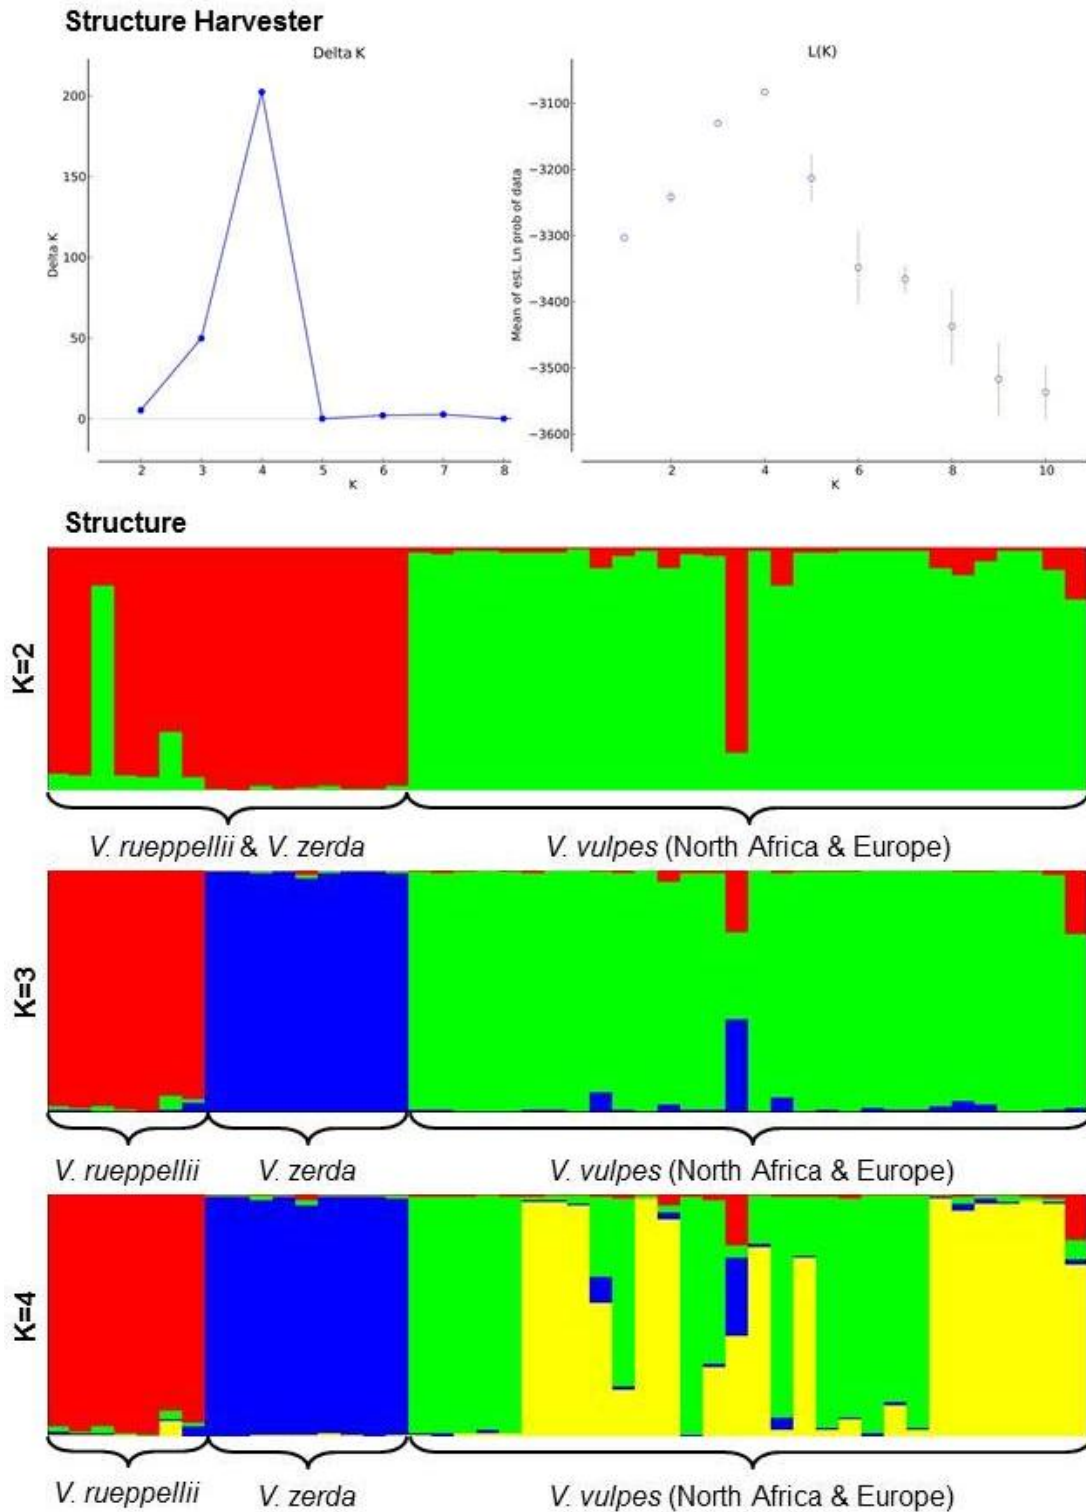 Structure Harvester
Delta K
200
150
100
50
0
Delta K
2 3 4 5 6 7 8
K
L(K)
−3100
−3200
−3300
−3400
−3500
−3600
Mean of est. Ln prob of data
2 4 6 8 10
K
Structure
K=2
V. rueppellii & V. zerda V. vulpes (North Africa & Europe)
K=3
V. rueppellii V. zerda V. vulpes (North Africa & Europe)
K=4
V. rueppellii V. zerda V. vulpes (North Africa & Europe)